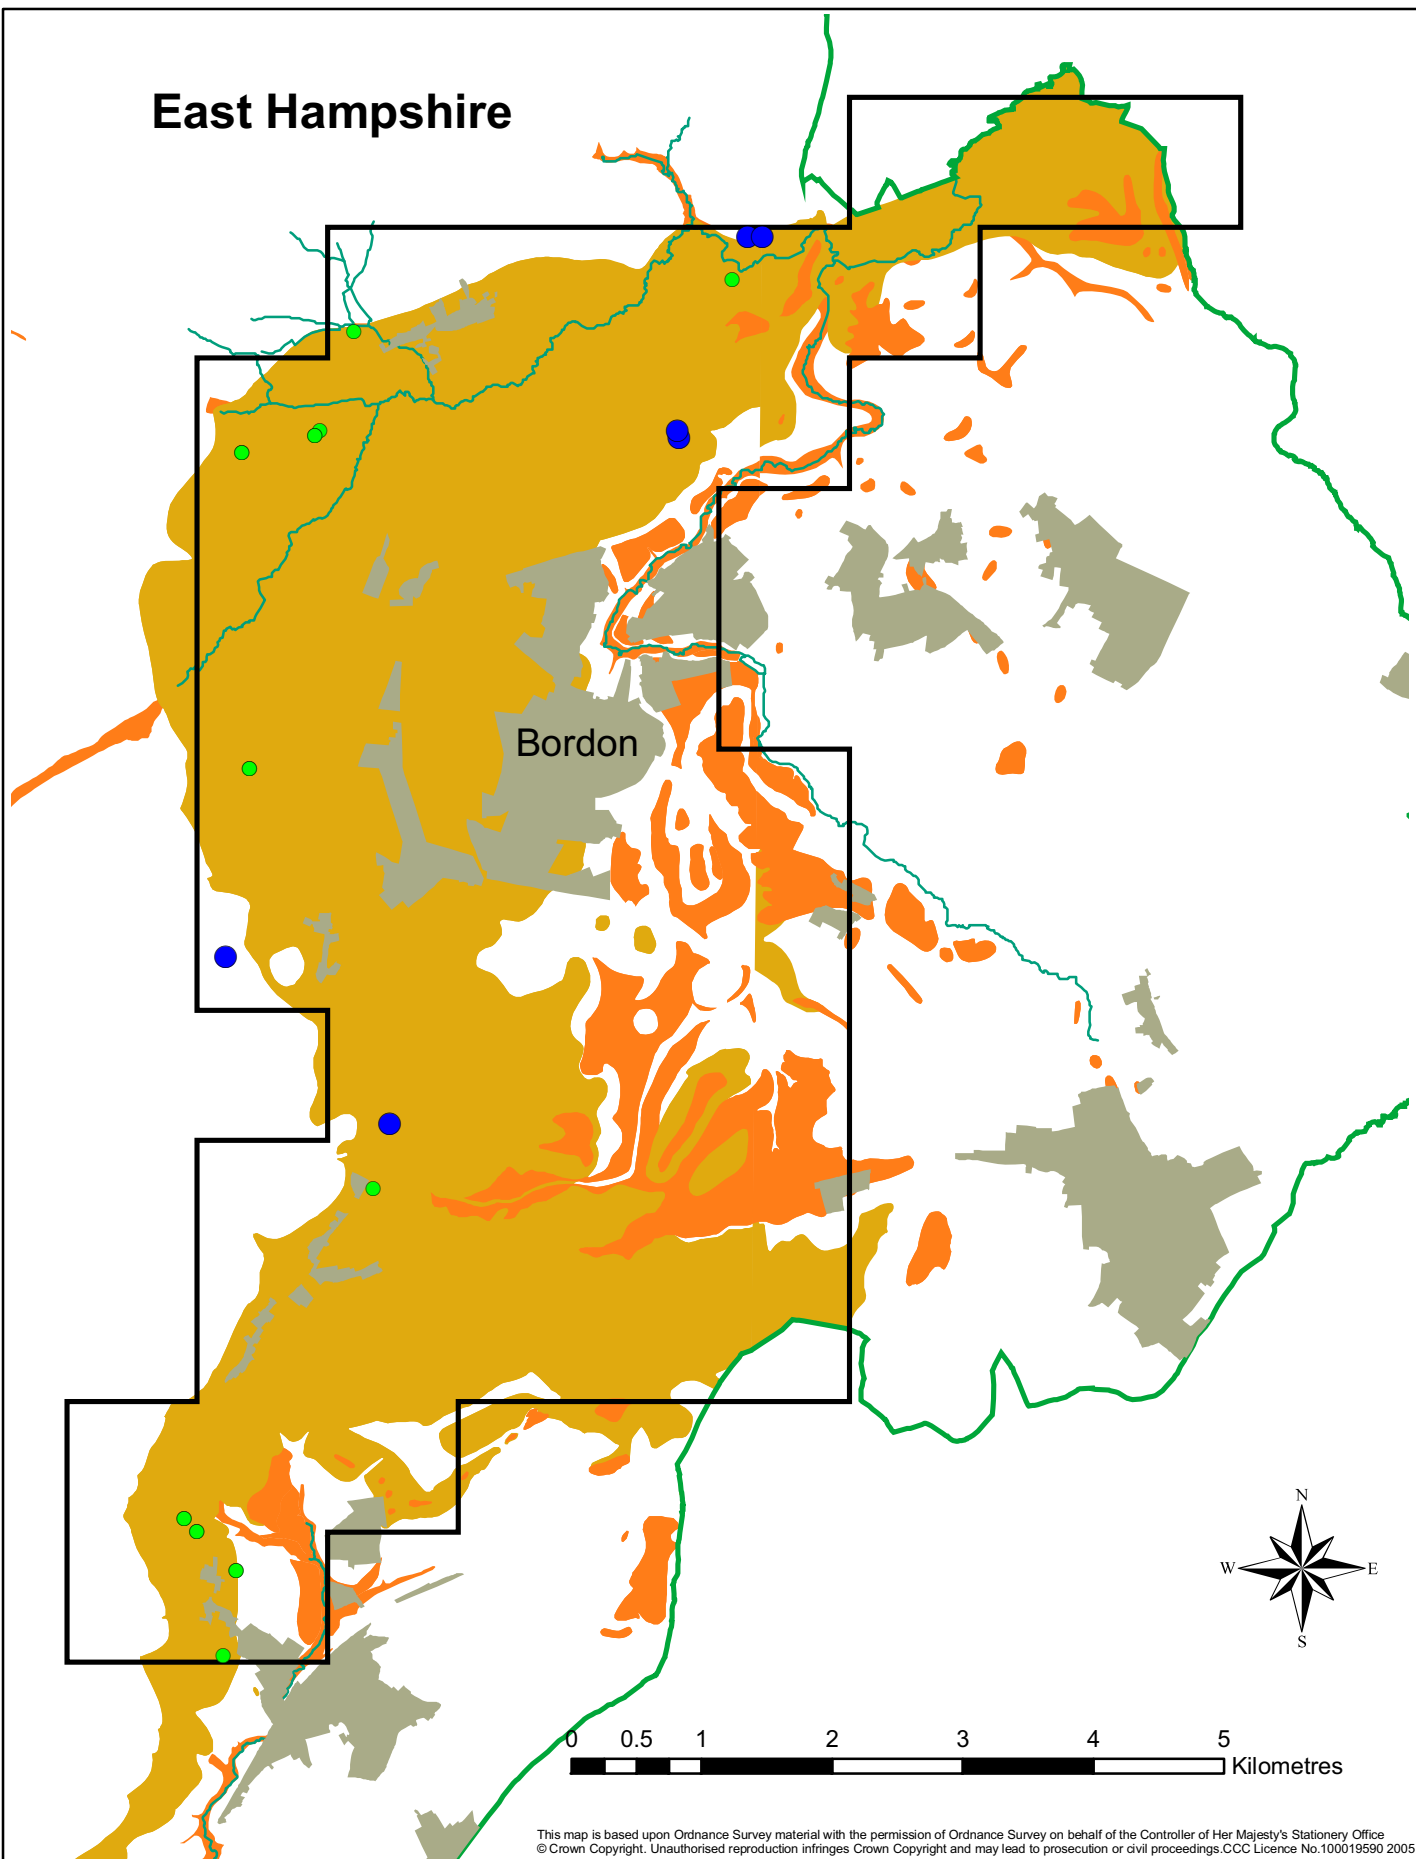 East Hampshire
Bordon
N
W E
S
0 0.5 1 2 3 4 5
Kilometres
This map is based upon Ordnance Survey material with the permission of Ordnance Survey on behalf of the Controller of Her Majesty's Stationery Office
© Crown Copyright. Unauthorised reproduction infringes Crown Copyright and may lead to prosecution or civil proceedings.CCC Licence No.100019590 2005